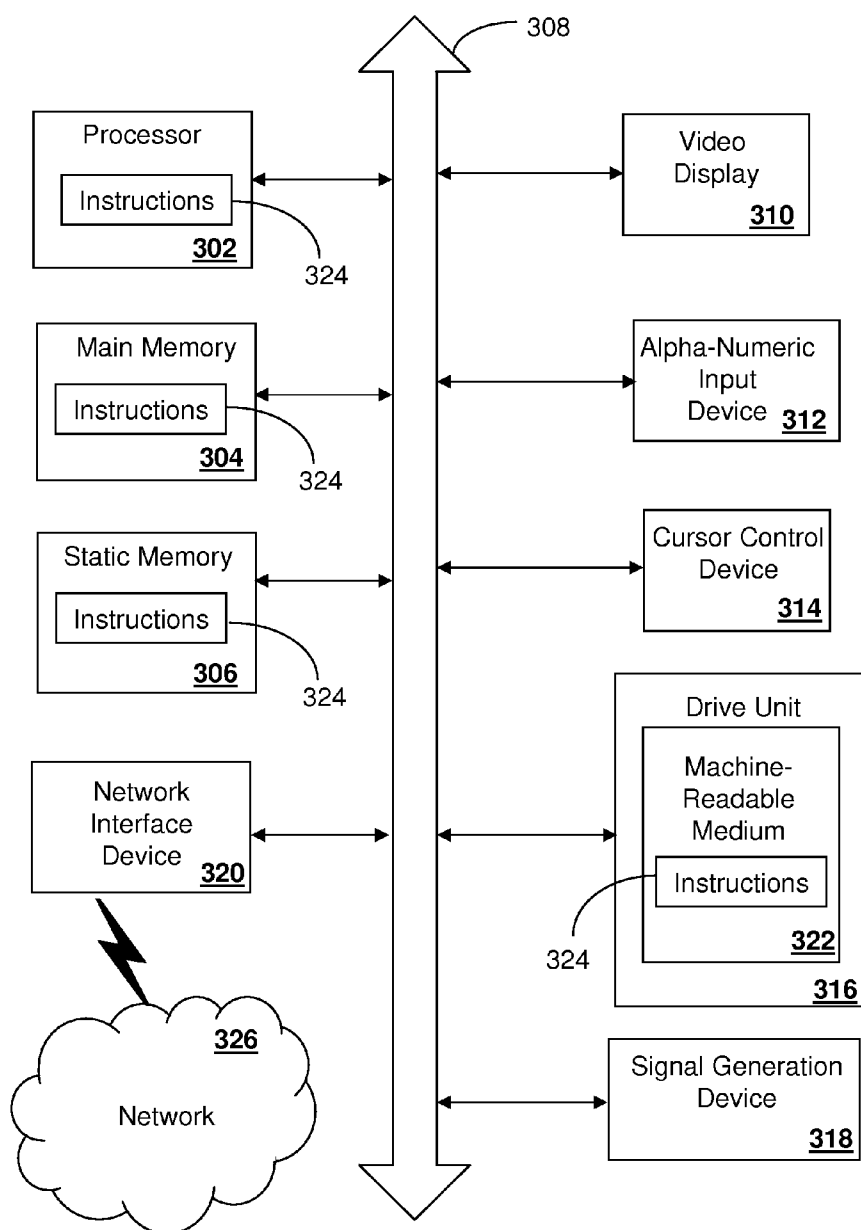 308
Processor
Instructions
302
324
Main Memory
Instructions
304
324
Static Memory
Instructions
306
324
Network
Interface
Device
320
326
Network
Video
Display
310
Alpha-Numeric
Input
Device
312
Cursor Control
Device
314
Drive Unit
Machine-
Readable
Medium
Instructions
324
322
316
Signal Generation
Device
318